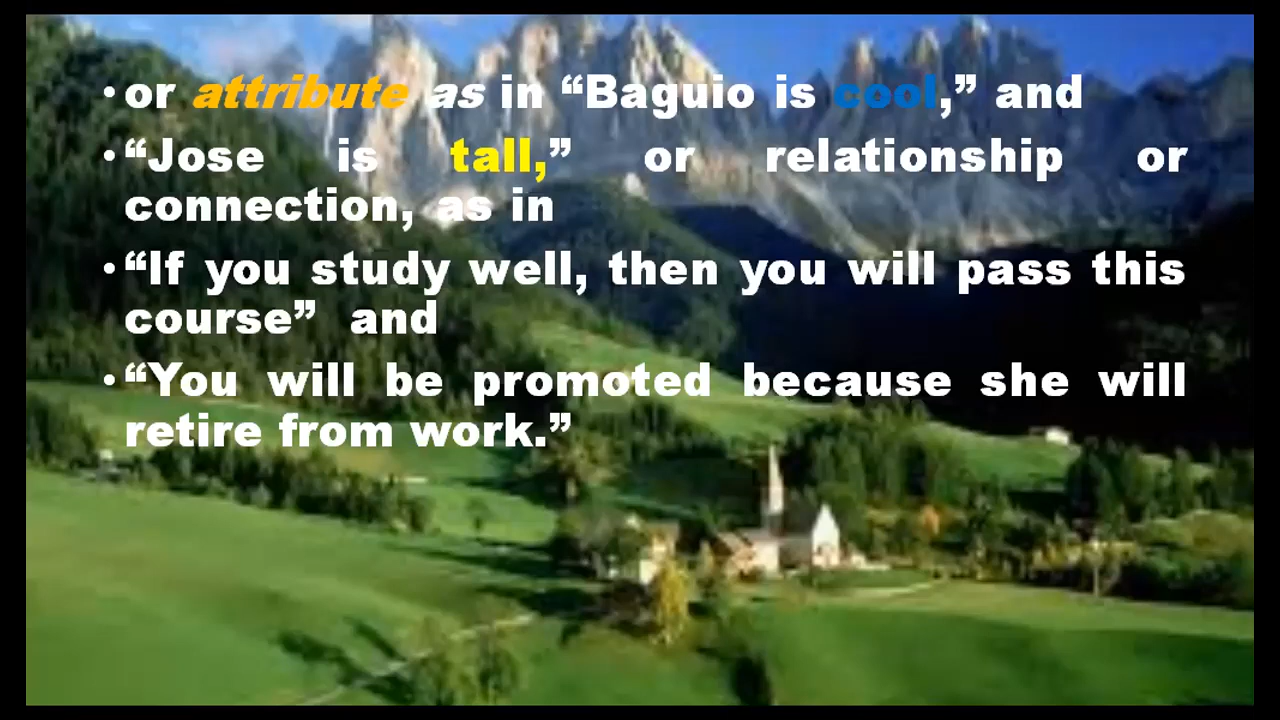 • or attribute as in “Baguio is cool,” and
• “Jose is tall,” or relationship or
connection, as in
• “If you study well, then you will pass this
course” and
• “You will be promoted because she will
retire from work.”